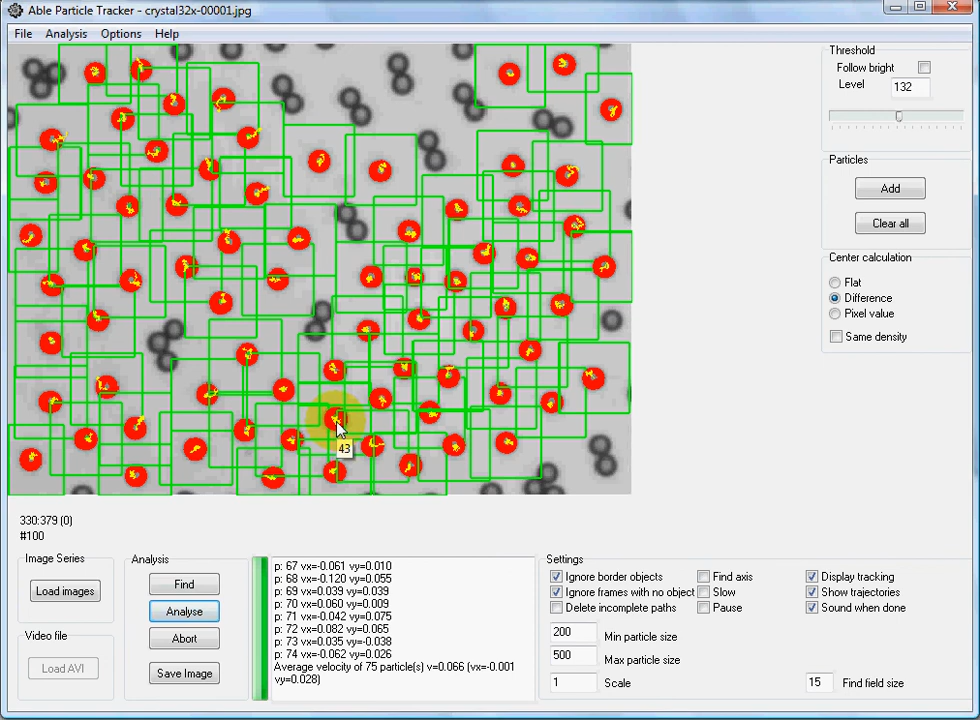 Able Particle Tracker - crystal32x-00001.jpg
File Analysis Options Help
Threshold
Follow bright
Level 132
Particles
Add
Clear all
Center calculation
Flat
Difference
Pixel value
Same density
43
330:379 (0)
#100
Image Series
Load images
Video file
Load AVI
Analysis
Find
Analyse
Abort
Save Image
p: 67 vx=-0.061 vy=0.010
p: 68 vx=-0.120 vy=0.055
p: 69 vx=0.039 vy=0.039
p: 70 vx=0.060 vy=0.009
p: 71 vx=-0.042 vy=0.075
p: 72 vx=0.082 vy=0.065
p: 73 vx=0.035 vy=-0.038
p: 74 vx=-0.062 vy=0.026
Average velocity of 75 particle(s) v=0.066 (vx=-0.001
vy=0.028)
Settings
Ignore border objects Find axis Display tracking
Ignore frames with no object Slow Show trajectories
Delete incomplete paths Pause Sound when done
200 Min particle size
500 Max particle size
1 Scale 15 Find field size